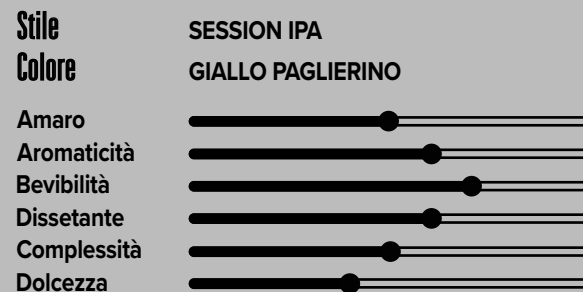 Stile SESSION IPA
Colore GIALLO PAGLIERINO
Amaro
Aromaticità
Bevibilità
Dissetante
Complessità
Dolcezza